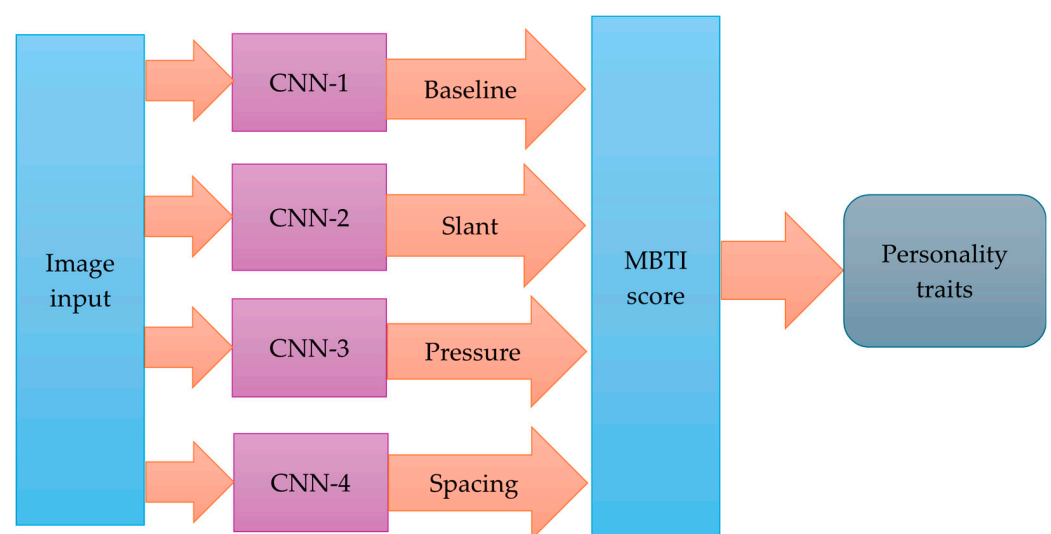 Image
input
CNN-1
Baseline
CNN-2
Slant
CNN-3
Pressure
CNN-4
Spacing
MBTI
score
Personality
traits